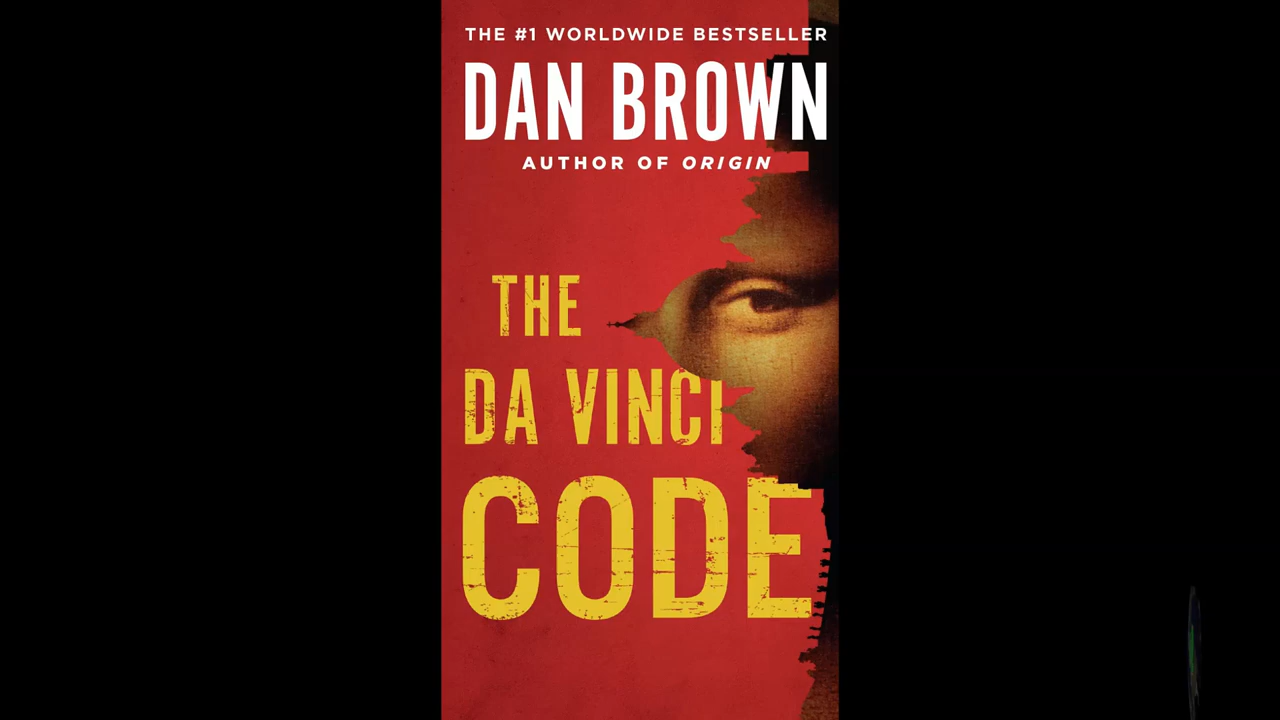 THE #1 WORLDWIDE BESTSELLER
DAN BROWN
AUTHOR OF ORIGIN
THE
DA VINCI
CODE